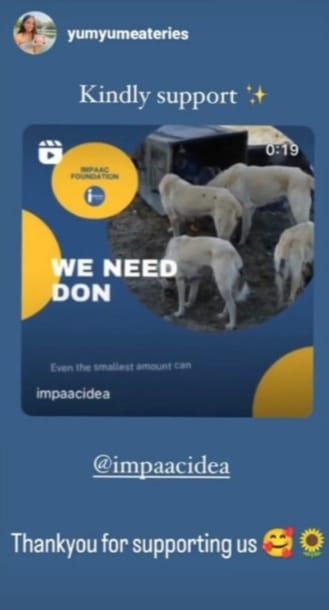 yumyumeateries
Kindly support ✨
IMPAAC
FOUNDATION
0:19
WE NEED
DON
Even the smallest amount can
impaacidea
@impaacidea
Thankyou for supporting us 🥰 🌻